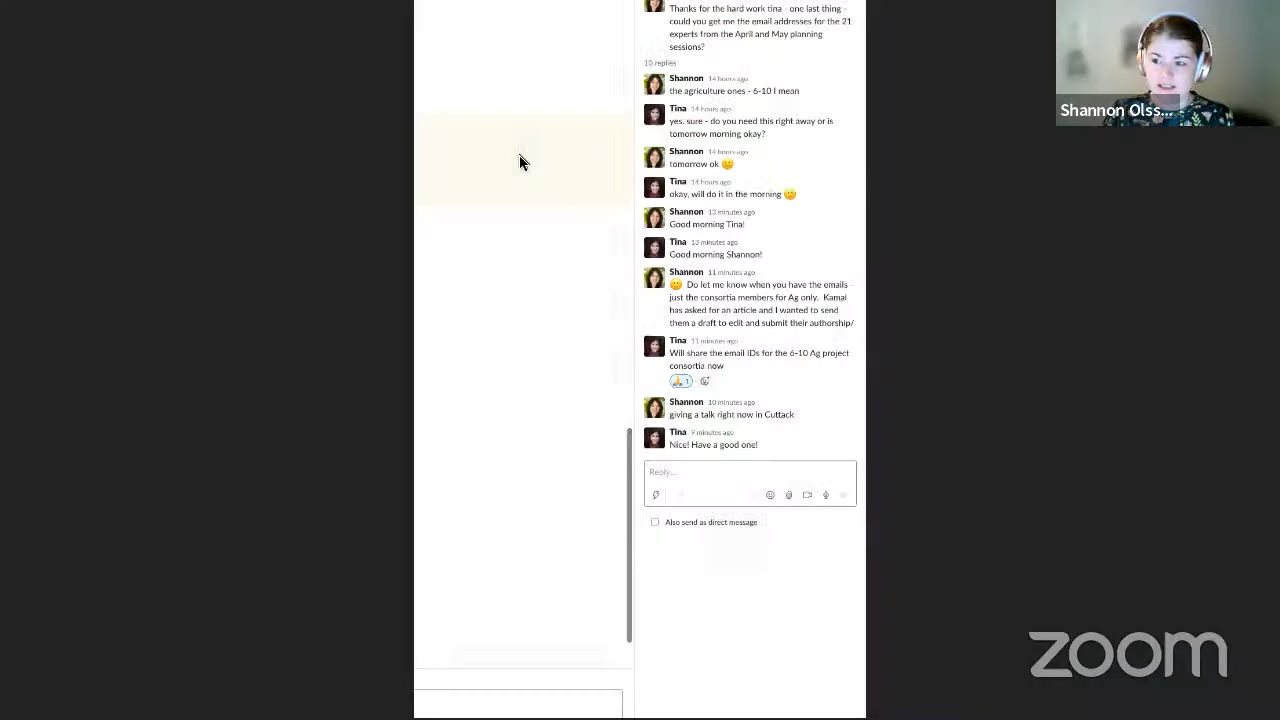 Thanks for the hard work tina - one last thing -
could you get me the email addresses for the 21
experts from the April and May planning
sessions?
10 replies
Shannon 14 hours ago
the agriculture ones - 6-10 I mean
Tina 14 hours ago
yes, sure - do you need this right away or is
tomorrow morning okay?
Shannon 14 hours ago
tomorrow ok 🙂
Tina 14 hours ago
okay, will do it in the morning 😇
Shannon 13 minutes ago
Good morning Tina!
Tina 13 minutes ago
Good morning Shannon!
Shannon 11 minutes ago
🙂 Do let me know when you have the emails -
just the consortia members for Ag only. Kamal
has asked for an article and I wanted to send
them a draft to edit and submit their authorship/
Tina 11 minutes ago
Will share the email IDs for the 6-10 Ag project
consortia now
🙏 1
Shannon 10 minutes ago
giving a talk right now in Cuttack
Tina 9 minutes ago
Nice! Have a good one!
Reply...
Also send as direct message
Shannon Olss...
zoom